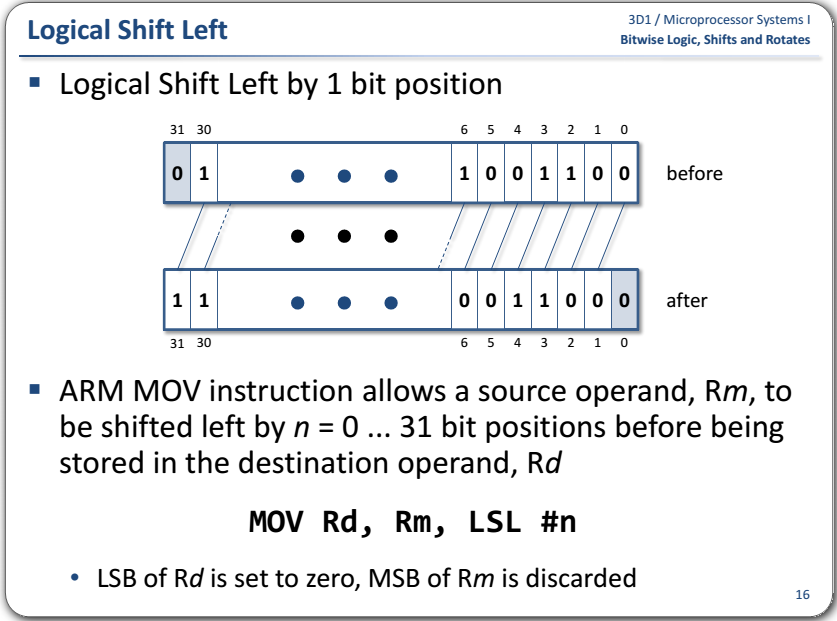 Logical Shift Left
3D1 / Microprocessor Systems I
Bitwise Logic, Shifts and Rotates
▪ Logical Shift Left by 1 bit position
31 30 6 5 4 3 2 1 0
0 1 • • • 1 0 0 1 1 0 0 before
• • •
1 1 • • • 0 0 1 1 0 0 0 after
31 30 6 5 4 3 2 1 0
▪ ARM MOV instruction allows a source operand, Rm, to
be shifted left by n = 0 ... 31 bit positions before being
stored in the destination operand, Rd
MOV Rd, Rm, LSL #n
• LSB of Rd is set to zero, MSB of Rm is discarded
16